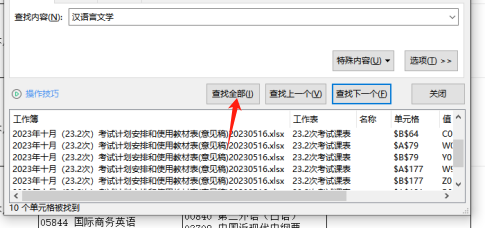 查找内容(N): 汉语言文学
特殊内容(U) 选项(T) >>
操作技巧 查找全部(I) 查找上一个(V) 查找下一个(F) 关闭
工作簿 工作表 名称 单元格 值
2023年十月（23.2次）考试计划安排和使用教材表(意见稿)20230516.xlsx 23.2次考试课表 $B$64 C0
2023年十月（23.2次）考试计划安排和使用教材表(意见稿)20230516.xlsx 23.2次考试课表 $A$79 W0
2023年十月（23.2次）考试计划安排和使用教材表(意见稿)20230516.xlsx 23.2次考试课表 $B$79 Y0
2023年十月（23.2次）考试计划安排和使用教材表(意见稿)20230516.xlsx 23.2次考试课表 $A$177 W5
2023年十月（23.2次）考试计划安排和使用教材表(意见稿)20230516.xlsx 23.2次考试课表 $B$177 Z0
10 个单元格被找到
05844 国际商务英语